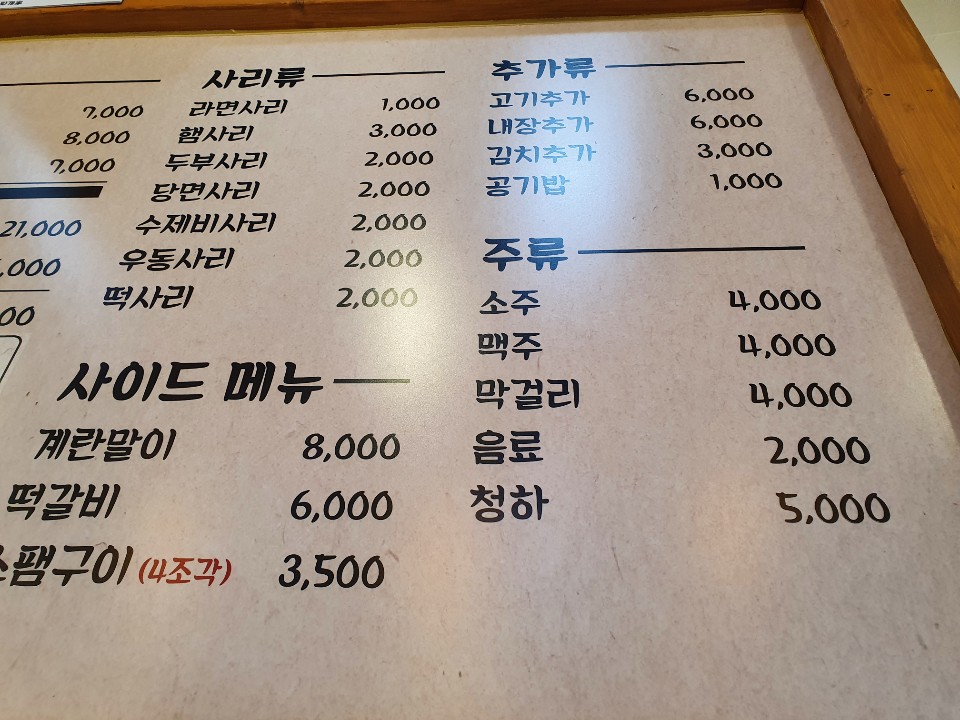 7,000
8,000
7,000
21,000
,000
00
사리류
라면사리 1,000
햄사리 3,000
두부사리 2,000
당면사리 2,000
수제비사리 2,000
우동사리 2,000
떡사리 2,000
사이드 메뉴
계란말이 8,000
떡갈비 6,000
스팸구이 (4조각) 3,500
추가류
고기추가 6,000
내장추가 6,000
김치추가 3,000
공기밥 1,000
주류
소주 4,000
맥주 4,000
막걸리 4,000
음료 2,000
청하 5,000